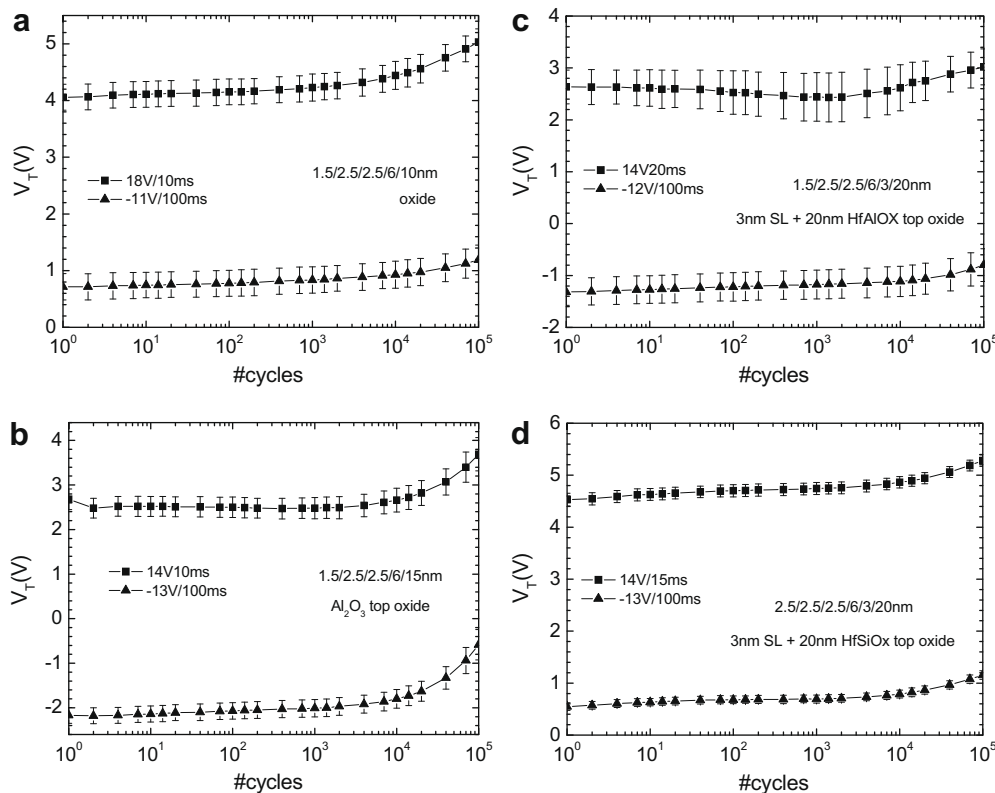 a
V_T(V)
5
4
3
2
1
0
18V/10ms
-11V/100ms
1.5/2.5/2.5/6/10nm
oxide
10^0 10^1 10^2 10^3 10^4 10^5
#cycles
c
V_T(V)
4
3
2
1
0
-1
-2
14V20ms
-12V/100ms
1.5/2.5/2.5/6/3/20nm
3nm SL + 20nm HfAlOX top oxide
10^0 10^1 10^2 10^3 10^4 10^5
#cycles
b
V_T(V)
4
3
2
1
0
-1
-2
14V10ms
-13V/100ms
1.5/2.5/2.5/6/15nm
Al_2O_3 top oxide
10^0 10^1 10^2 10^3 10^4 10^5
#cycles
d
V_T(V)
6
5
4
3
2
1
0
-1
14V/15ms
-13V/100ms
2.5/2.5/2.5/6/3/20nm
3nm SL + 20nm HfSiOx top oxide
10^0 10^1 10^2 10^3 10^4 10^5
#cycles